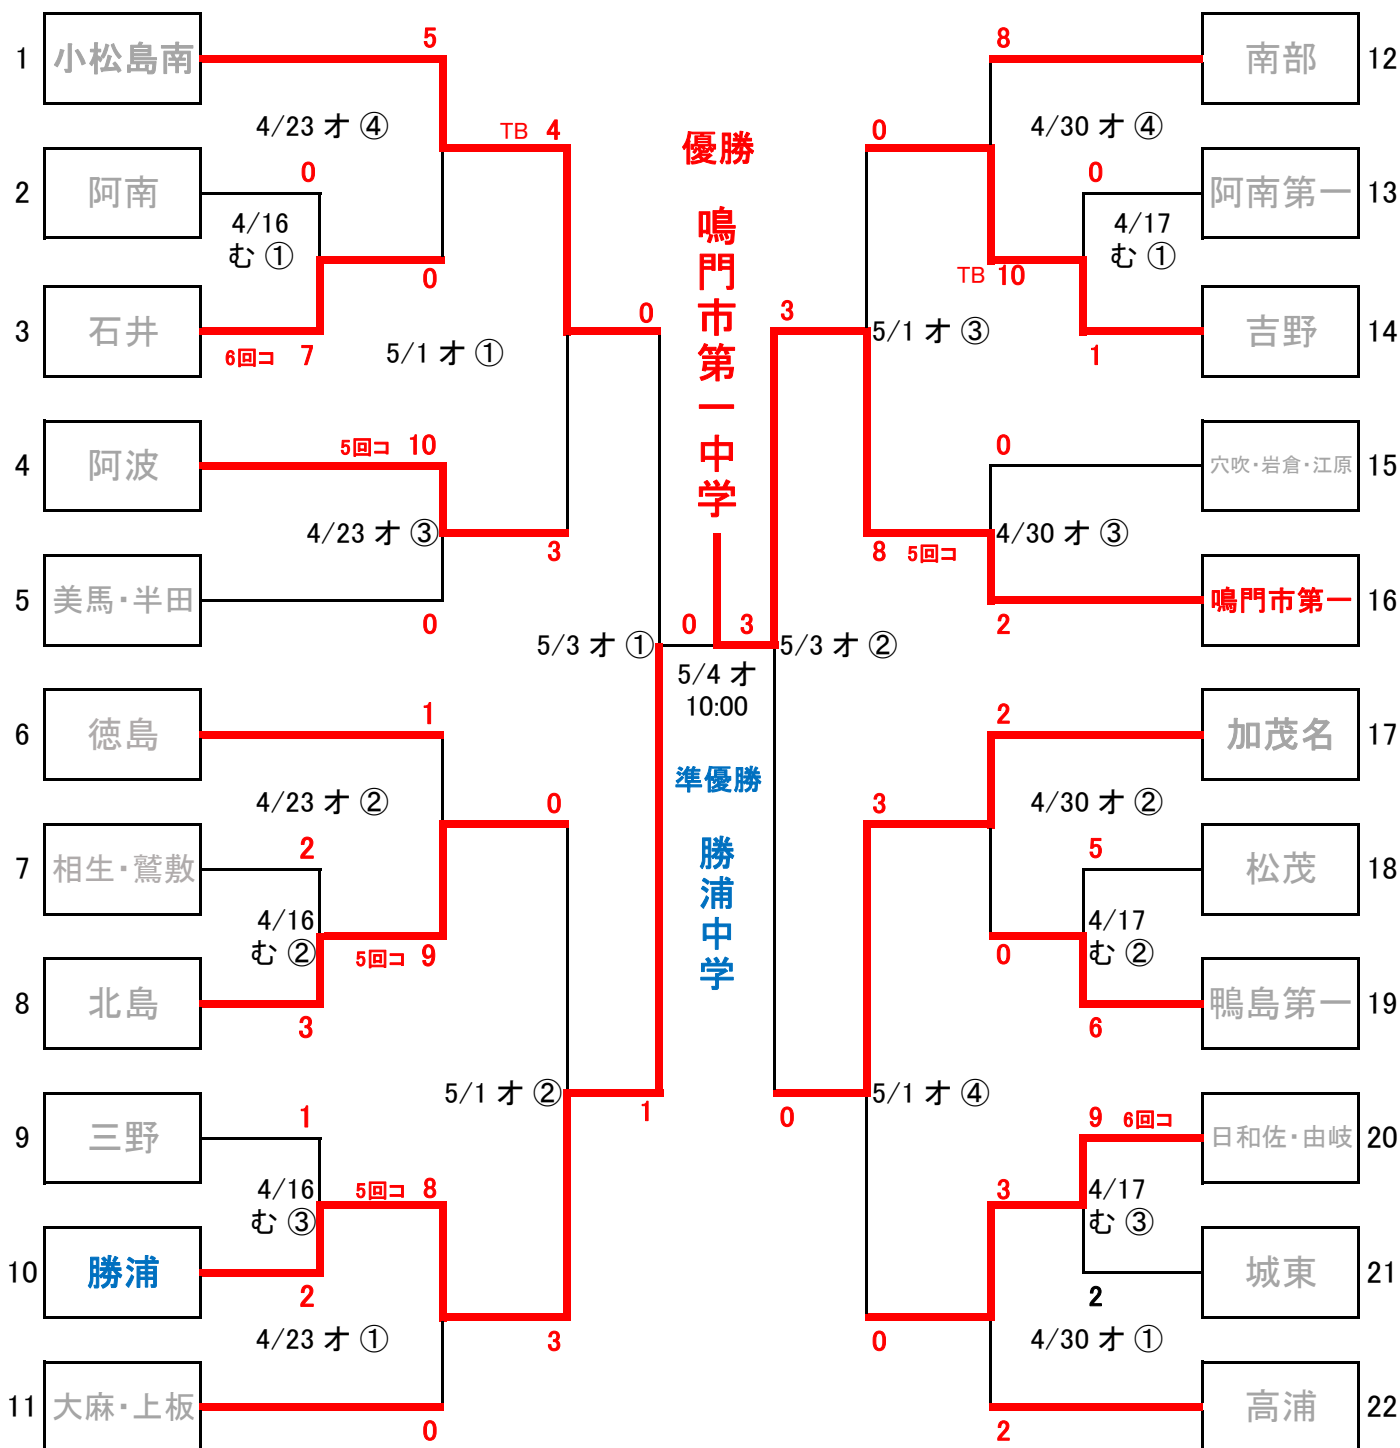 5
8
1
小松島南
南部
12
4/23 オ ④
TB 4
優勝
0
4/30 オ ④
0
0
2
阿南
阿南第一
13
4/16
む ①
鳴門市第一中学
4/17
む ①
0
TB 10
0
3
3
石井
吉野
14
6回コ 7
5/1 オ ①
5/1 オ ③
1
5回コ 10
0
4
阿波
穴吹・岩倉・江原
15
4/23 オ ③
3
8 5回コ
4/30 オ ③
5
美馬・半田
鳴門市第一
16
0
2
5/3 オ ①
0
3
5/3 オ ②
5/4 オ
10:00
1
2
6
徳島
加茂名
17
準優勝
4/23 オ ②
0
3
4/30 オ ②
2
5
7
相生・鷲敷
勝浦中学
松茂
18
4/16
む ②
5回コ 9
0
4/17
む ②
8
北島
鴨島第一
19
3
6
5/1 オ ②
1
0
5/1 オ ④
1
9 6回コ
9
三野
日和佐・由岐
20
4/16
む ③
5回コ 8
3
4/17
む ③
10
勝浦
城東
21
2
2
4/23 オ ①
3
0
4/30 オ ①
11
大麻・上板
高浦
22
0
2